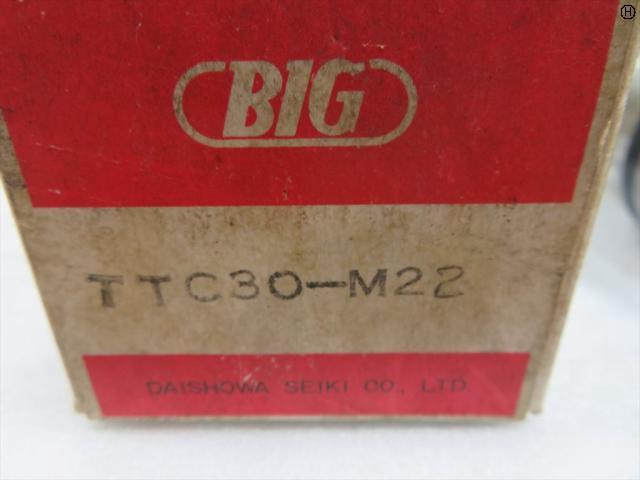 H
BIG
TTC30-M22
DAISHOWA SEIKI CO., LTD.